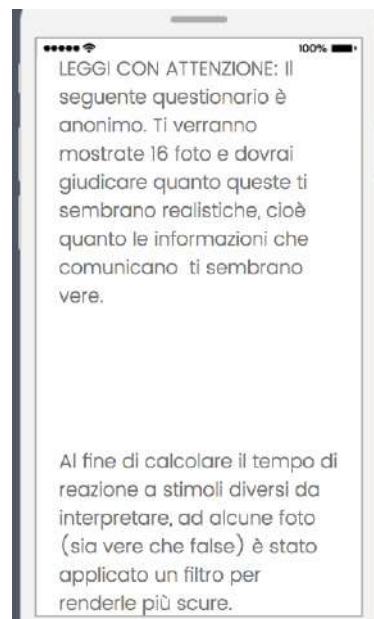 100%
LEGGI CON ATTENZIONE: Il
seguente questionario è
anonimo. Ti verranno
mostrate 16 foto e dovrai
giudicare quanto queste ti
sembrano realistiche, cioè
quanto le informazioni che
comunicano  ti sembrano
vere.
Al fine di calcolare il tempo di
reazione a stimoli diversi da
interpretare, ad alcune foto
(sia vere che false) è stato
applicato un filtro per
renderle più scure.